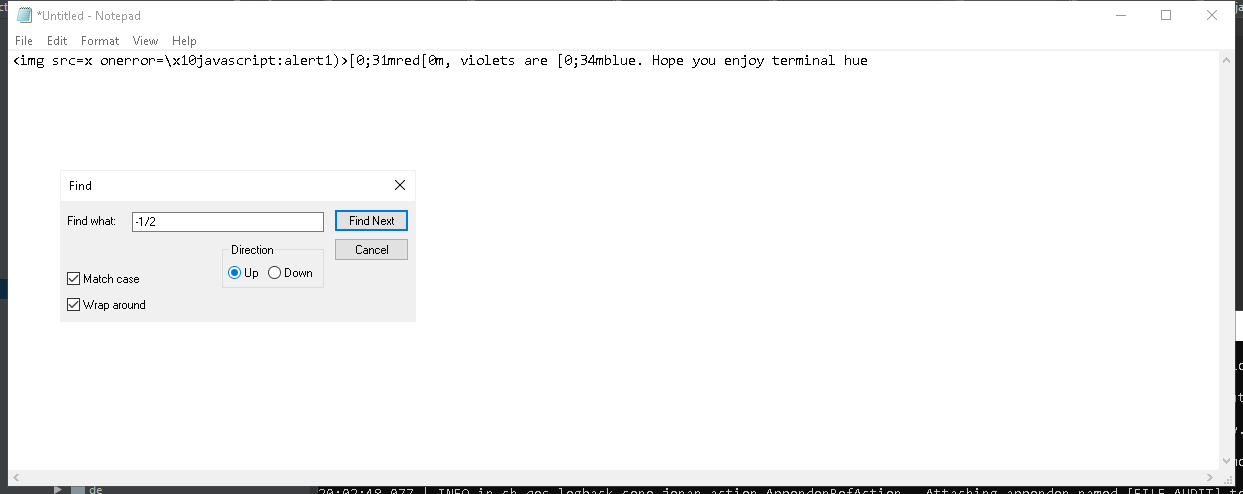 *Untitled - Notepad
File Edit Format View Help
<img src=x onerror=\x10javascript:alert1)>[0;31mred[0m, violets are [0;34mblue. Hope you enjoy terminal hue
Find
Find what: -1/2 Find Next
Direction Cancel
Up Down
Match case
Wrap around
de
20:02:48,077 | INFO in ch.qos.logback.core.joran.action.AppenderRefAction - Attaching appender named [FILE_AUDIT] t